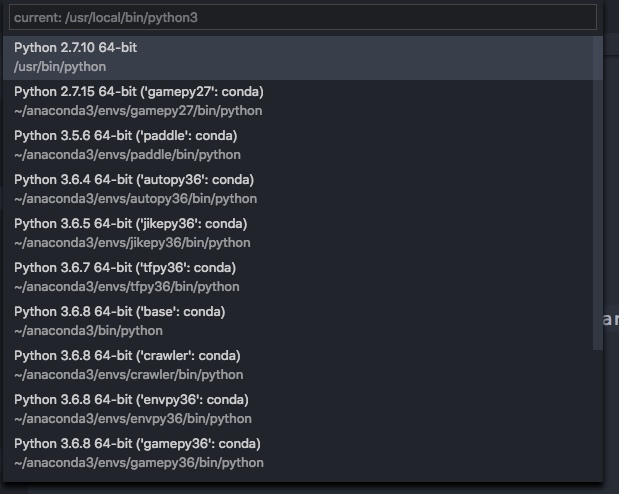 current: /usr/local/bin/python3
Python 2.7.10 64-bit
/usr/bin/python
Python 2.7.15 64-bit ('gamepy27': conda)
~/anaconda3/envs/gamepy27/bin/python
Python 3.5.6 64-bit ('paddle': conda)
~/anaconda3/envs/paddle/bin/python
Python 3.6.4 64-bit ('autopy36': conda)
~/anaconda3/envs/autopy36/bin/python
Python 3.6.5 64-bit ('jikepy36': conda)
~/anaconda3/envs/jikepy36/bin/python
Python 3.6.7 64-bit ('tfpy36': conda)
~/anaconda3/envs/tfpy36/bin/python
Python 3.6.8 64-bit ('base': conda)
~/anaconda3/bin/python
ar
Python 3.6.8 64-bit ('crawler': conda)
~/anaconda3/envs/crawler/bin/python
Python 3.6.8 64-bit ('envpy36': conda)
~/anaconda3/envs/envpy36/bin/python
Python 3.6.8 64-bit ('gamepy36': conda)
~/anaconda3/envs/gamepy36/bin/python